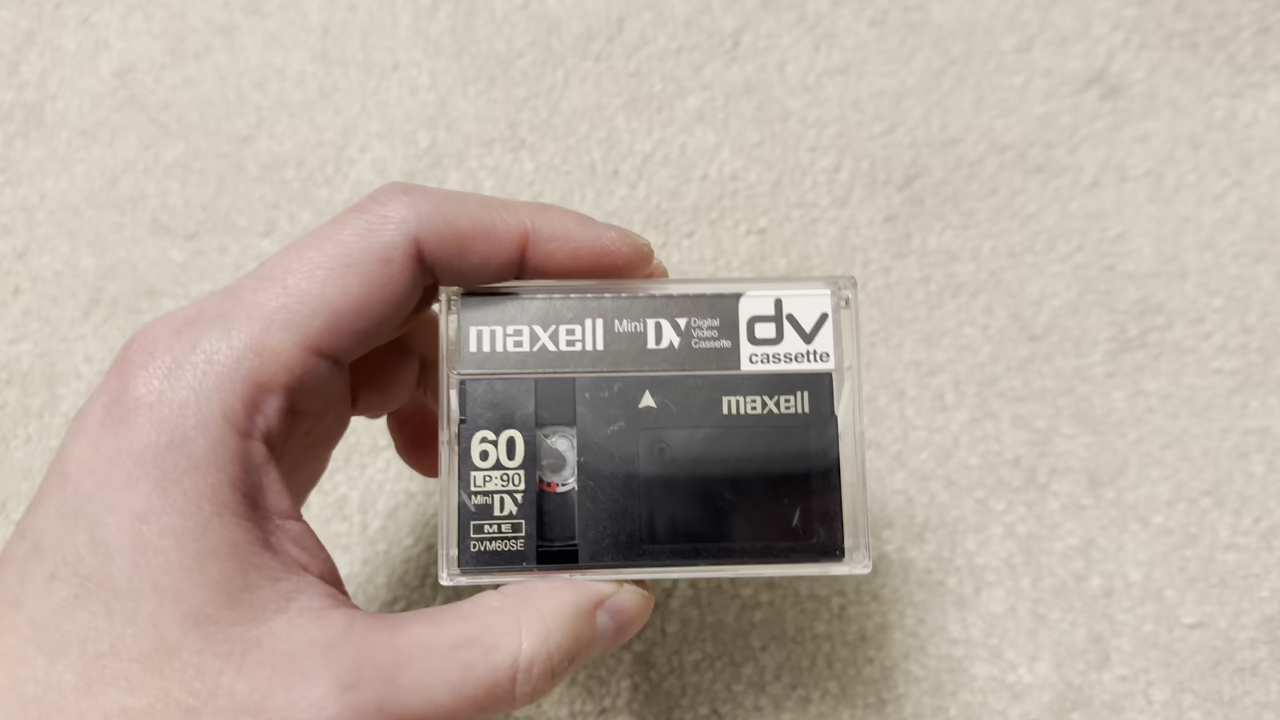 maxell Mini DV Digital
Video
Cassette
dv
cassette
maxell
60
LP:90
Mini DV
ME
DVM60SE